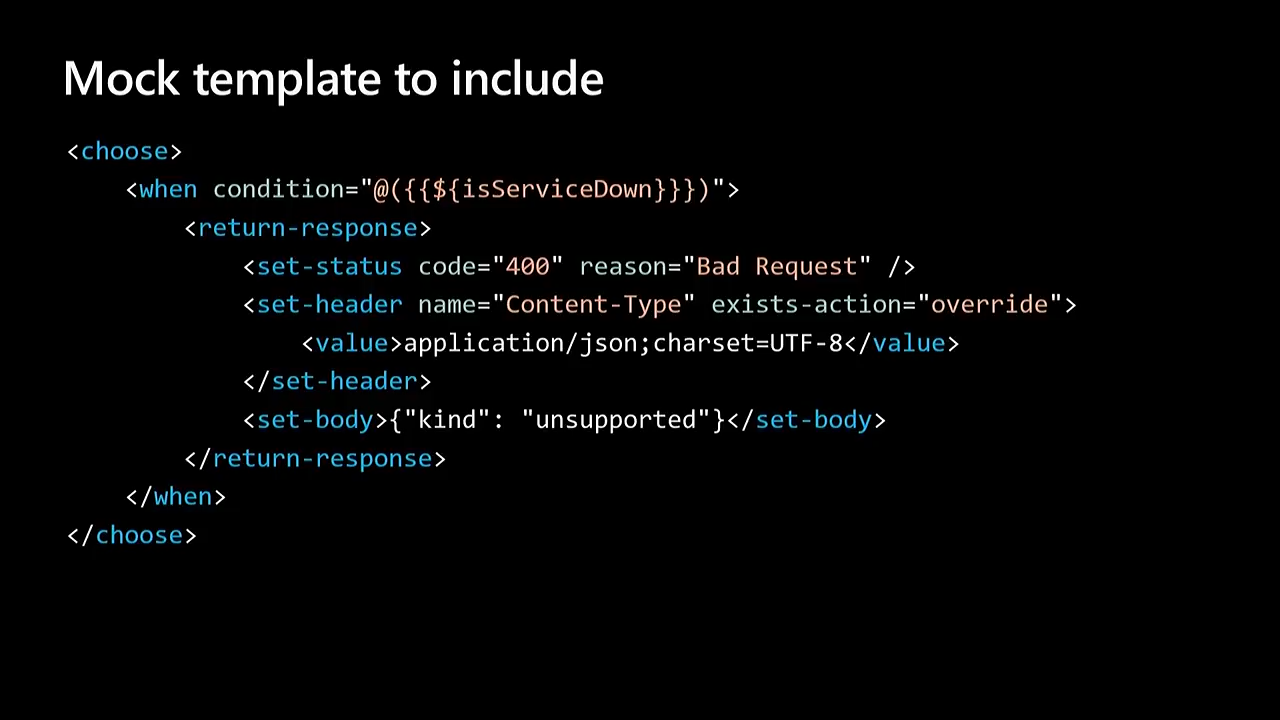 Mock template to include
<choose>
    <when condition="@({{${isServiceDown}}})">
        <return-response>
            <set-status code="400" reason="Bad Request" />
            <set-header name="Content-Type" exists-action="override">
                <value>application/json;charset=UTF-8</value>
            </set-header>
            <set-body>{"kind": "unsupported"}</set-body>
        </return-response>
    </when>
</choose>